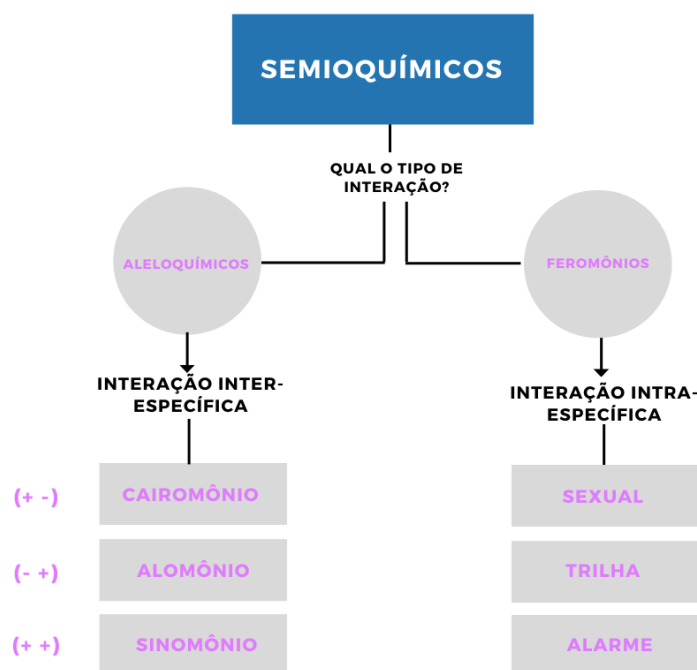 SEMIOQUÍMICOS
QUAL O TIPO DE
INTERAÇÃO?
ALELOQUÍMICOS
FEROMÔNIOS
INTERAÇÃO INTER-
ESPECÍFICA
INTERAÇÃO INTRA-
ESPECÍFICA
(+ -)
CAIROMÔNIO
SEXUAL
(- +)
ALOMÔNIO
TRILHA
(+ +)
SINOMÔNIO
ALARME